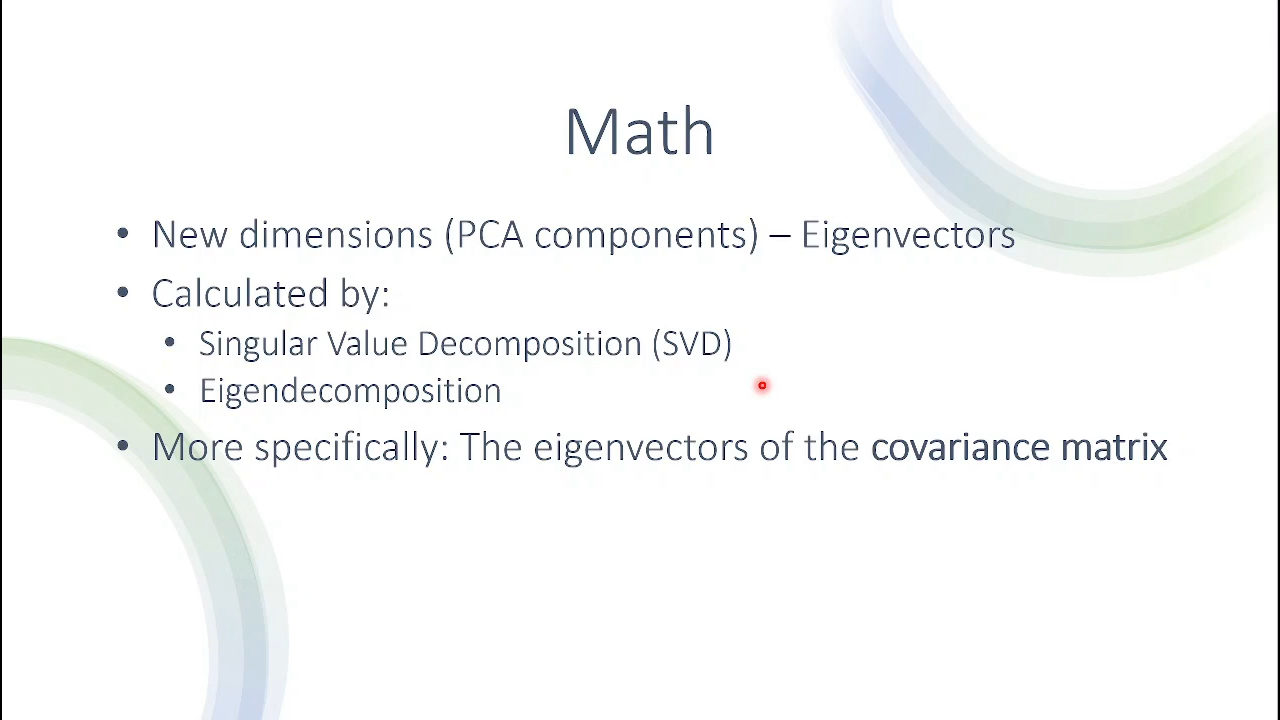 Math
• New dimensions (PCA components) – Eigenvectors
• Calculated by:
• Singular Value Decomposition (SVD)
• Eigendecomposition
• More specifically: The eigenvectors of the covariance matrix